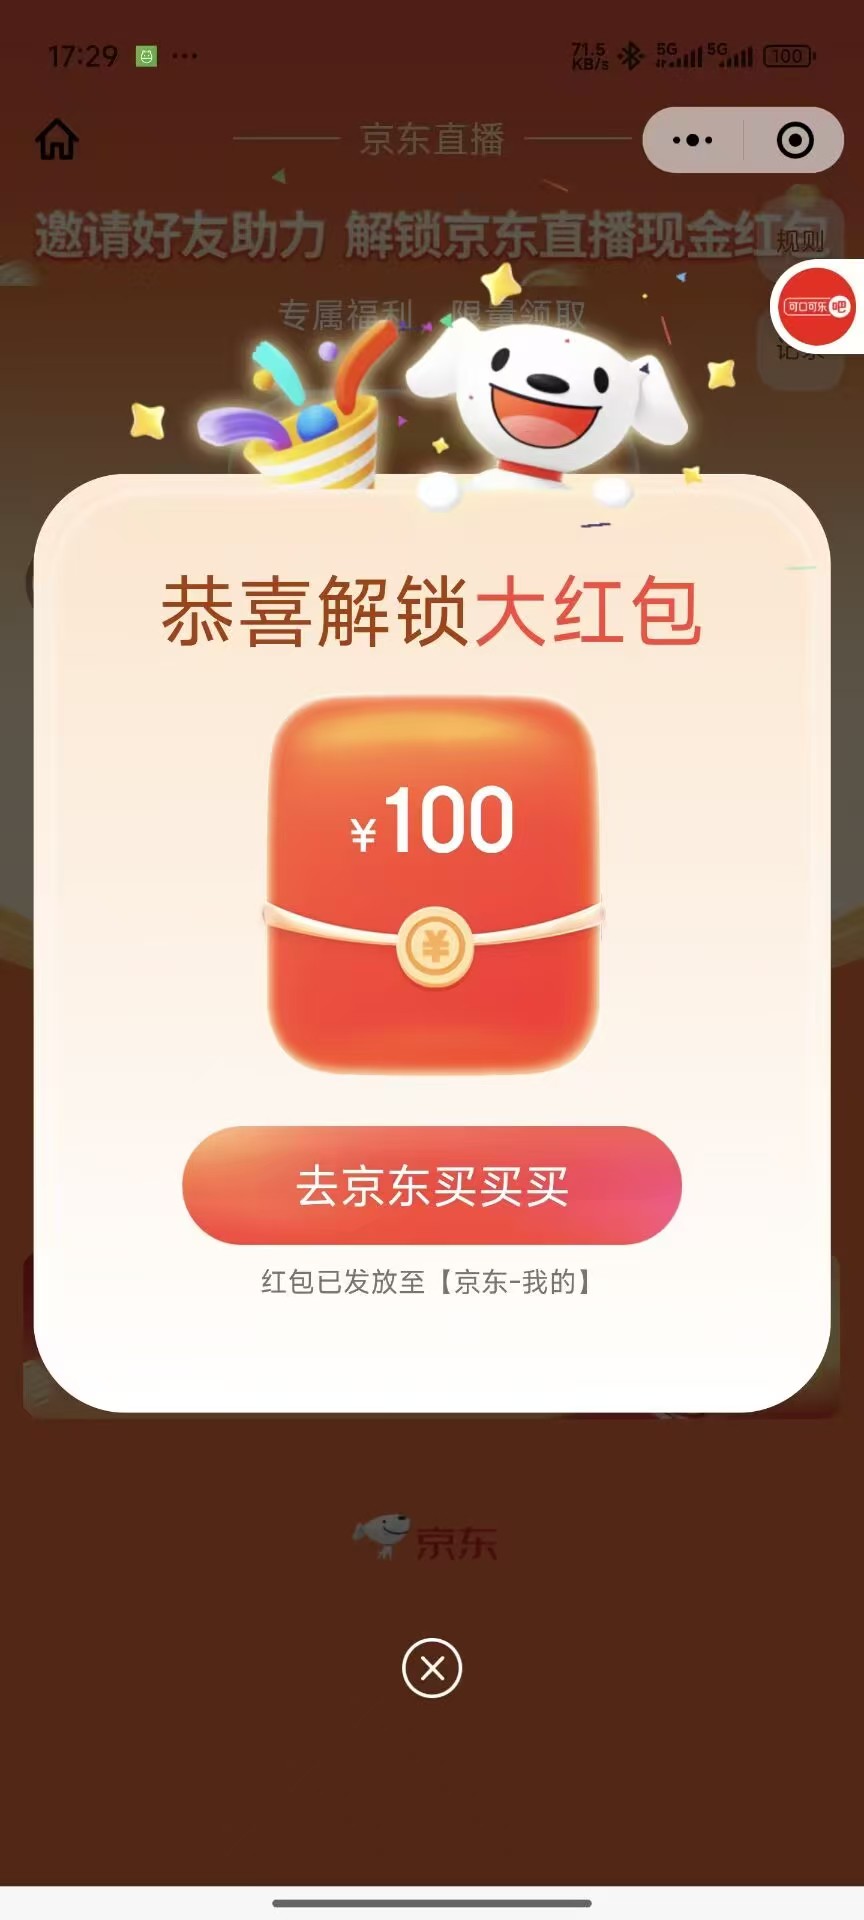 17:29
71.5
KB/s
5G
5G
100
京东直播
邀请好友助力 解锁京东直播现金红包
规则
专属福利 限量领取
可口可乐吧
记录
恭喜解锁大红包
¥100
¥
去京东买买买
红包已发放至【京东-我的】
京东